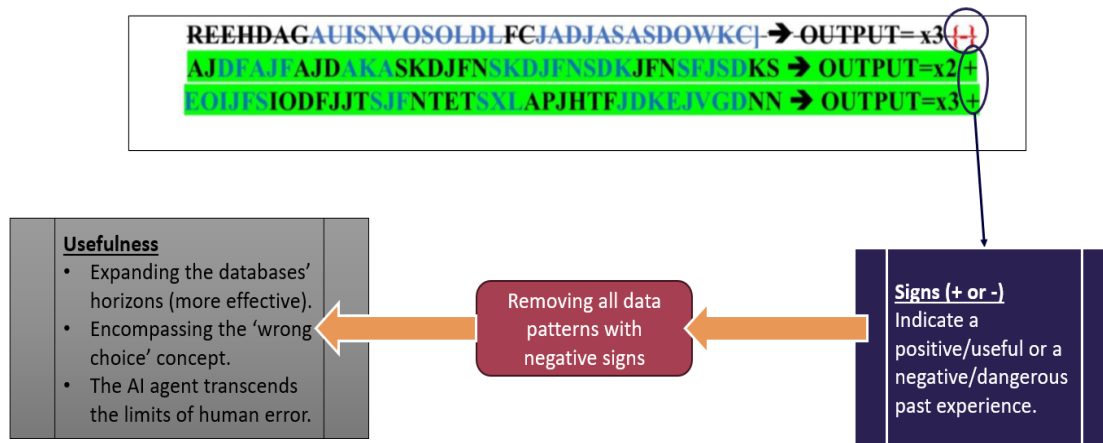 REEHDAGAUISNVOSOLDLFCJADJASASDOWKC] ➔ OUTPUT= x3 {-}
AJDFAJFAJDAKASKDJFNSKDJFNSDKJFNSFJSDKS ➔ OUTPUT=x2 +
EOIJFSIODFJJTSJFNTETSXLAPJHTFJDKEJVGDNN ➔ OUTPUT=x3 +
Usefulness
• Expanding the databases’
horizons (more effective).
• Encompassing the ‘wrong
choice’ concept.
• The AI agent transcends
the limits of human error.
Removing all data
patterns with
negative signs
Signs (+ or -)
Indicate a
positive/useful or a
negative/dangerous
past experience.